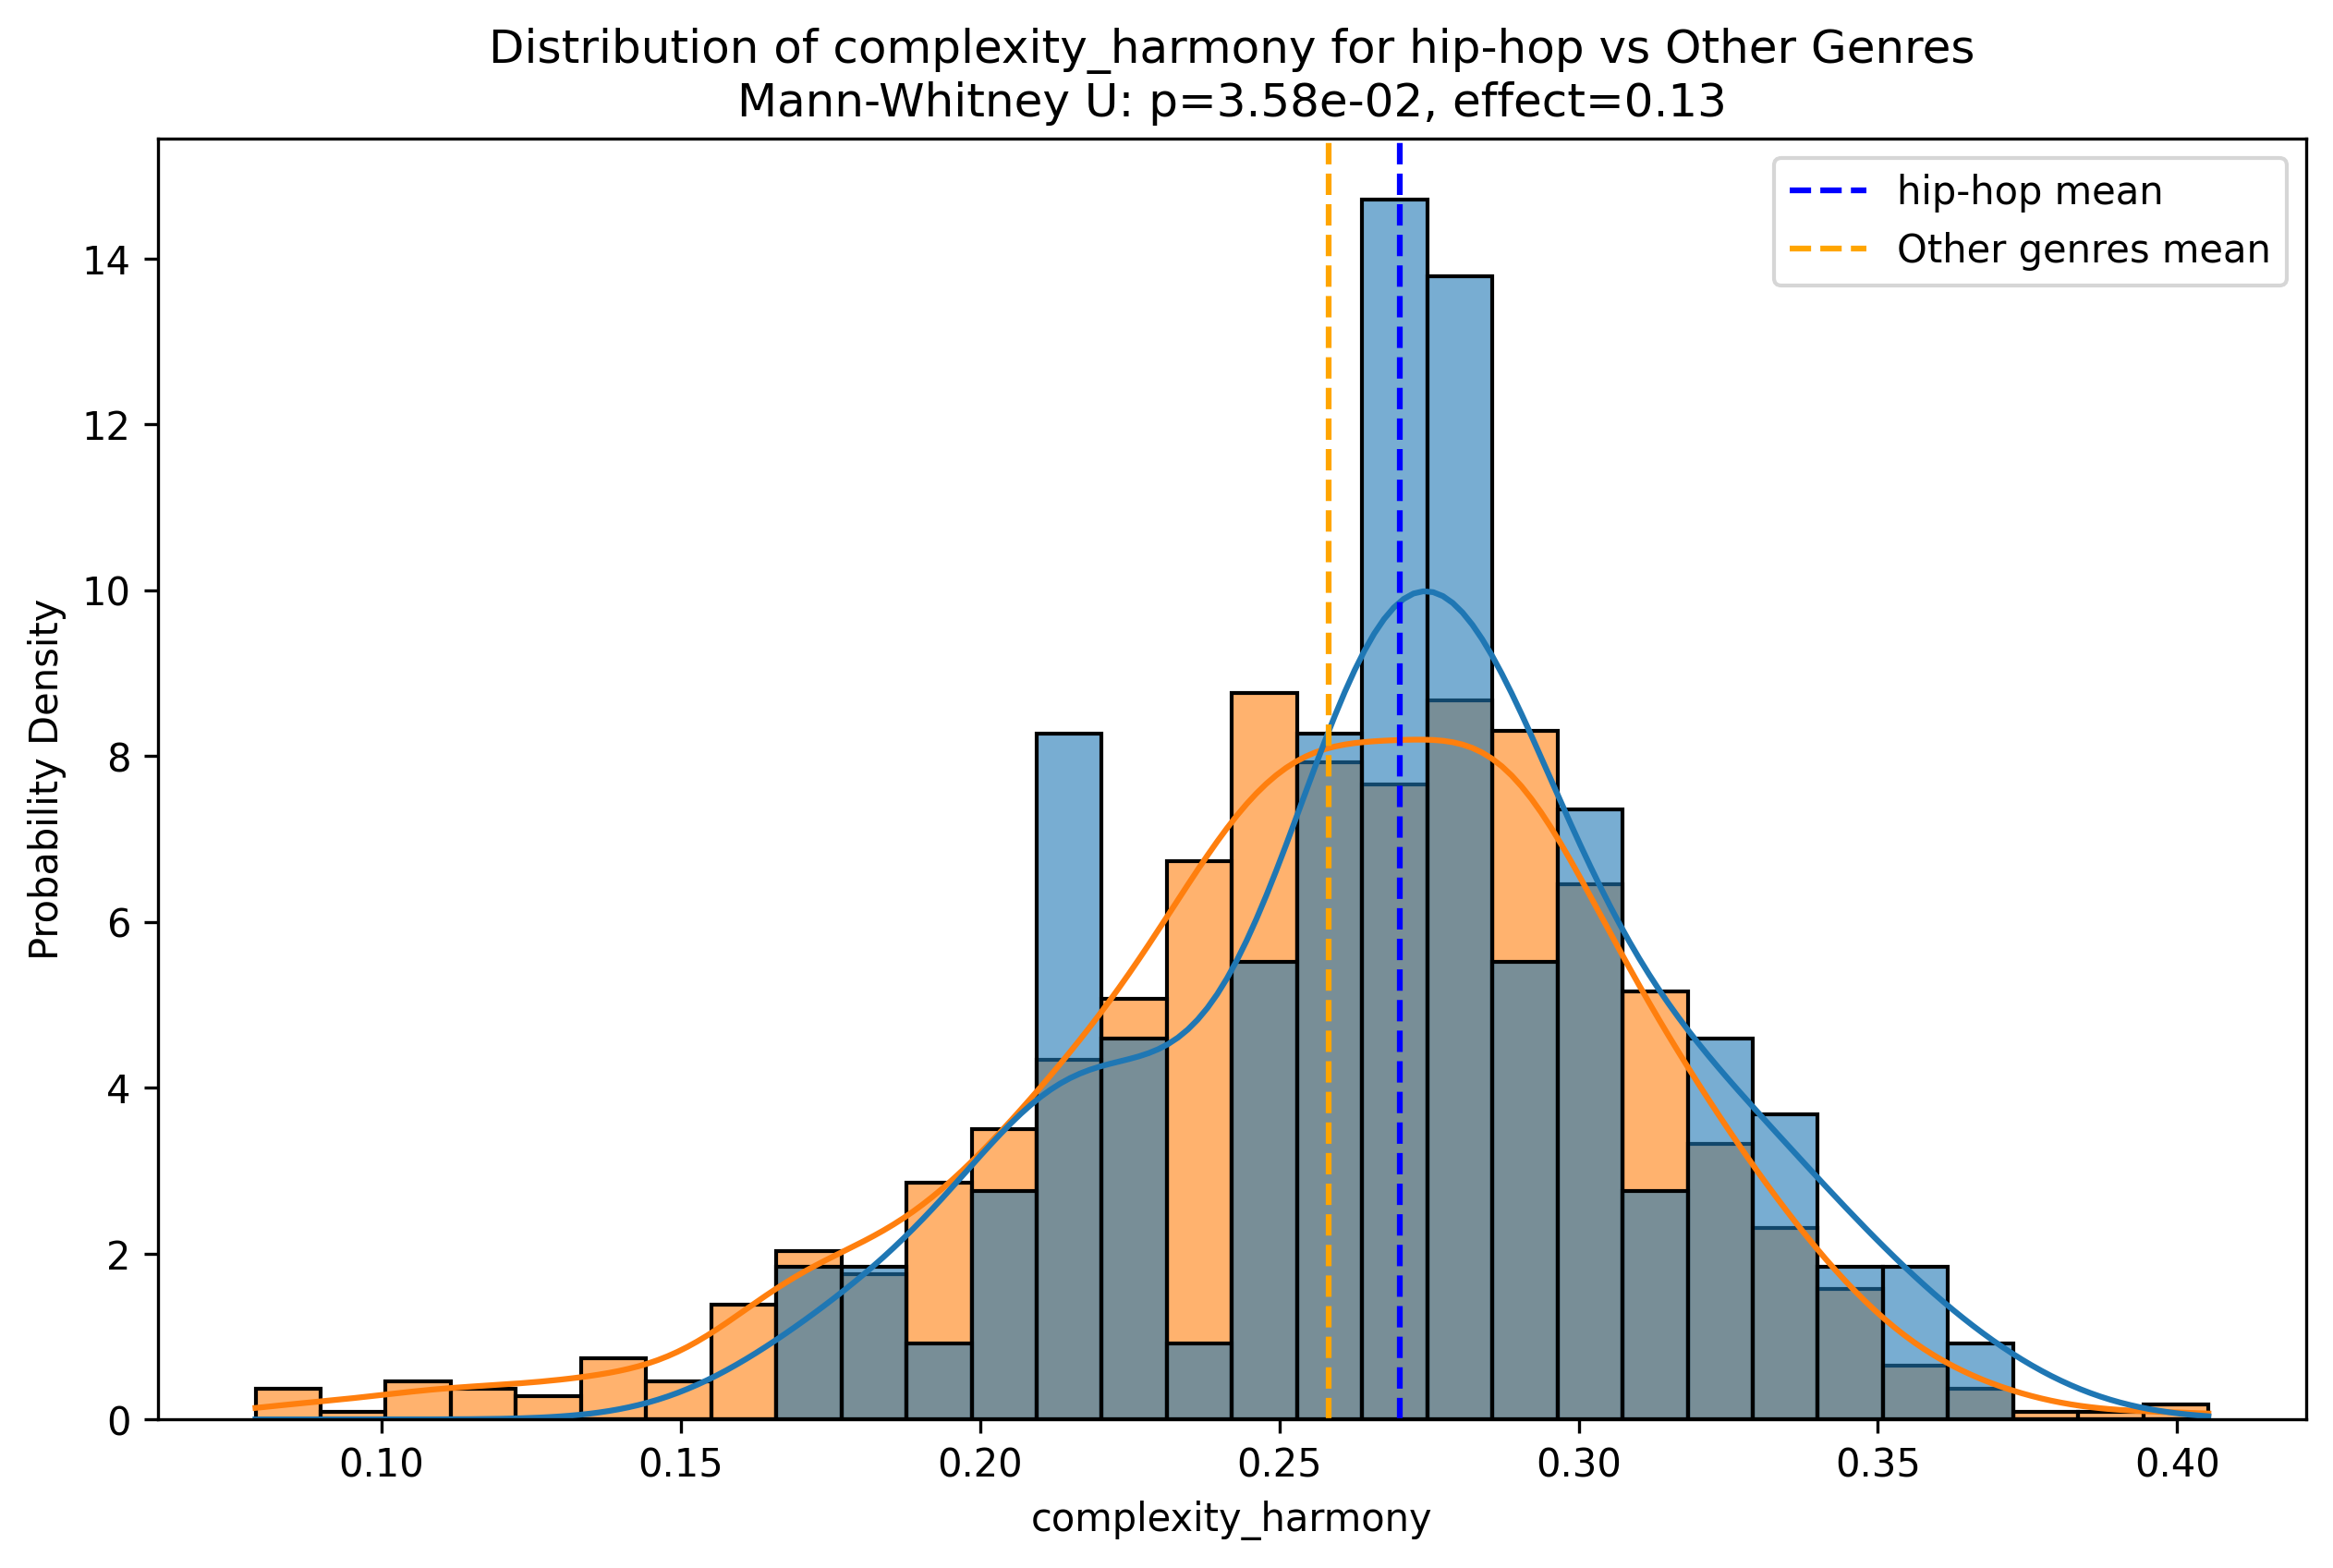 Distribution of complexity_harmony for hip-hop vs Other Genres
Mann-Whitney U: p=3.58e-02, effect=0.13
hip-hop mean
Other genres mean
Probability Density
14
12
10
8
6
4
2
0
0.10 0.15 0.20 0.25 0.30 0.35 0.40
complexity_harmony